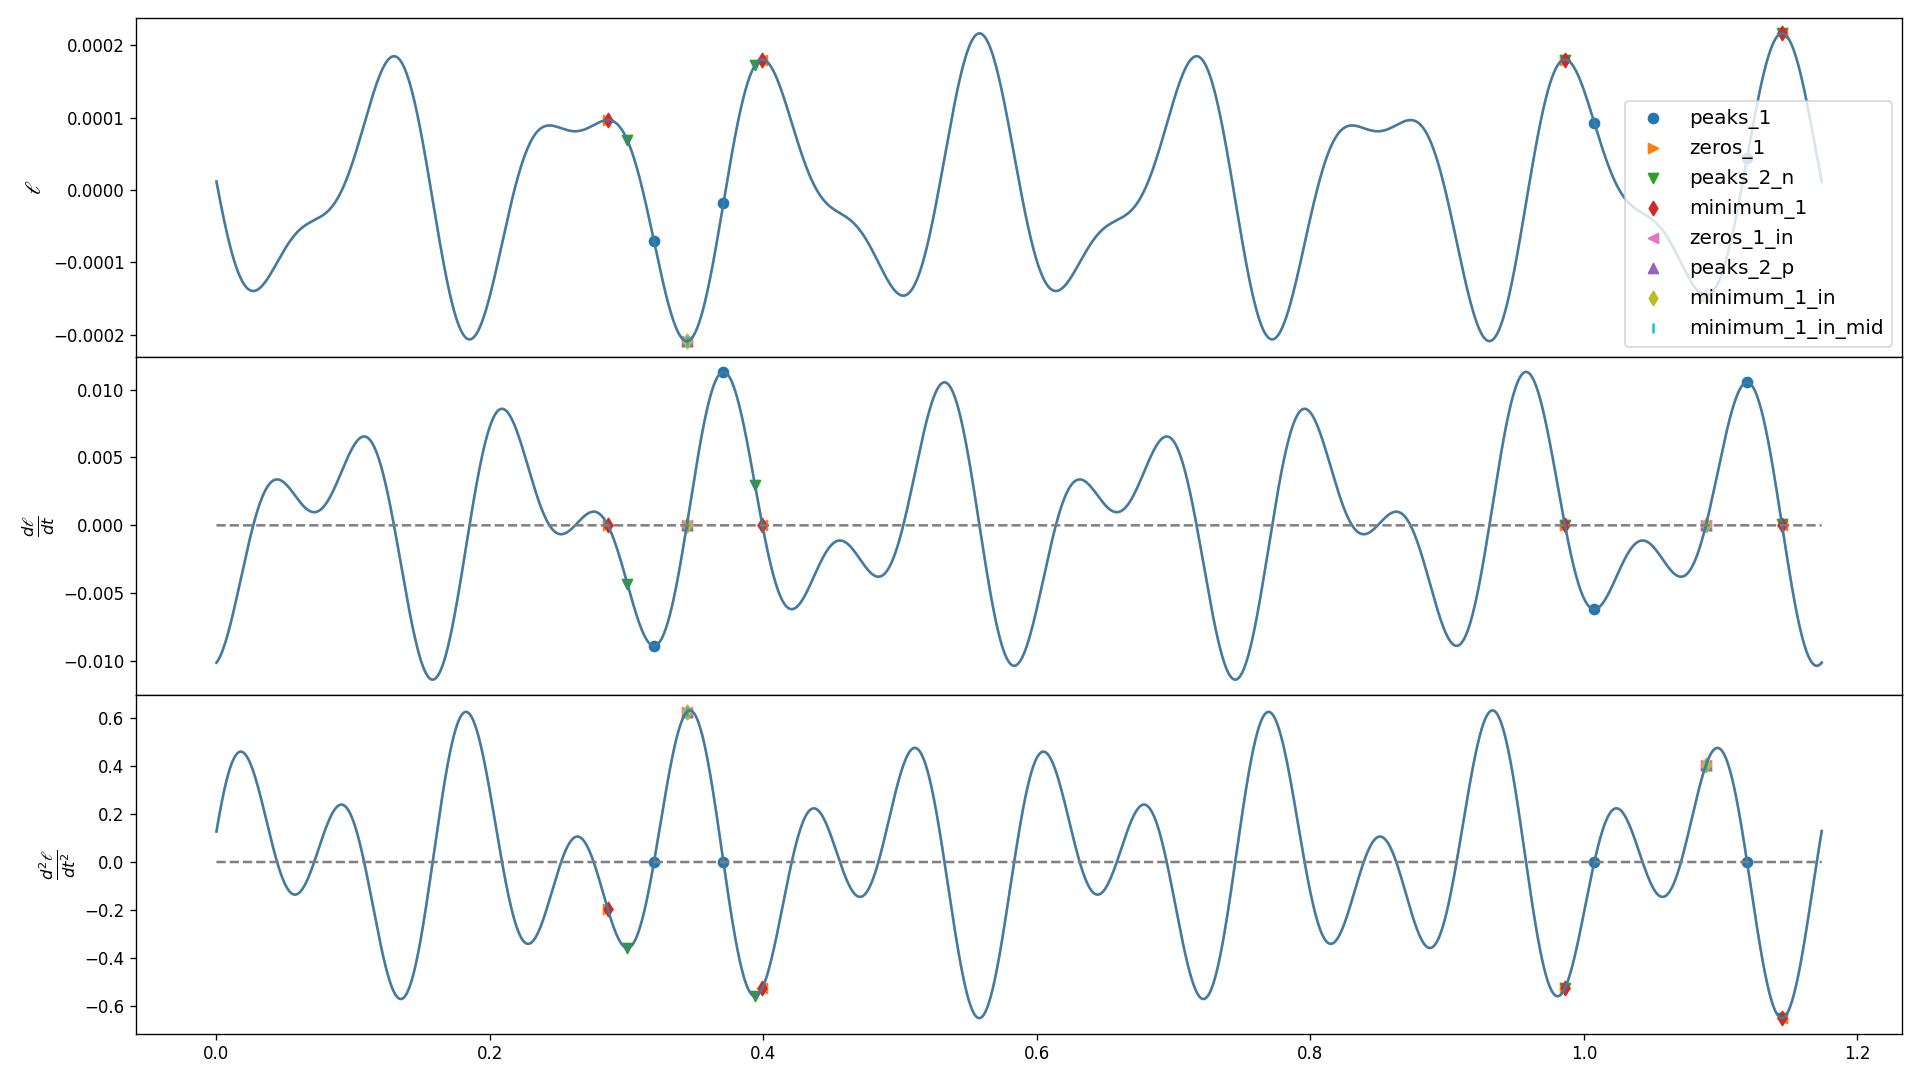 0.0002
0.0001
0.0000
−0.0001
−0.0002
ℓ
peaks_1
zeros_1
peaks_2_n
minimum_1
zeros_1_in
peaks_2_p
minimum_1_in
minimum_1_in_mid
0.010
0.005
0.000
−0.005
−0.010
dℓ
dt
0.6
0.4
0.2
0.0
−0.2
−0.4
−0.6
d²ℓ
dt²
0.0 0.2 0.4 0.6 0.8 1.0 1.2